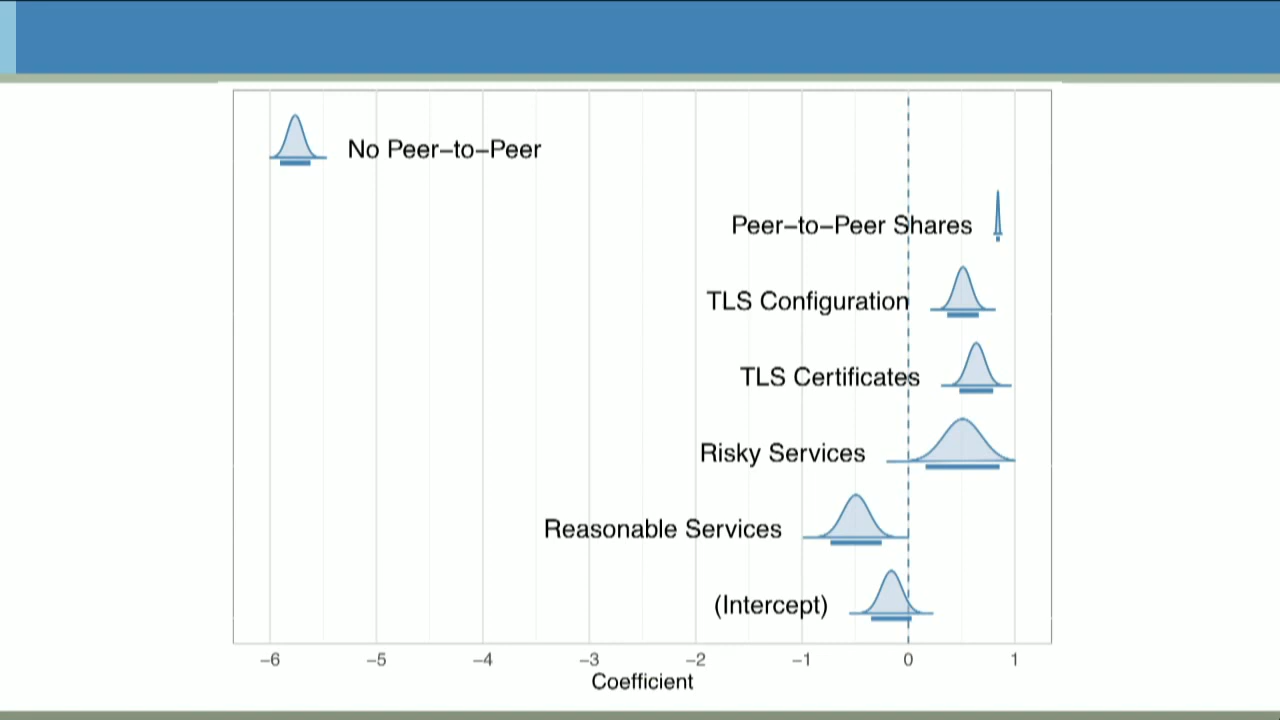 No Peer–to–Peer
Peer–to–Peer Shares
TLS Configuration
TLS Certificates
Risky Services
Reasonable Services
(Intercept)
−6 −5 −4 −3 −2 −1 0 1
Coefficient